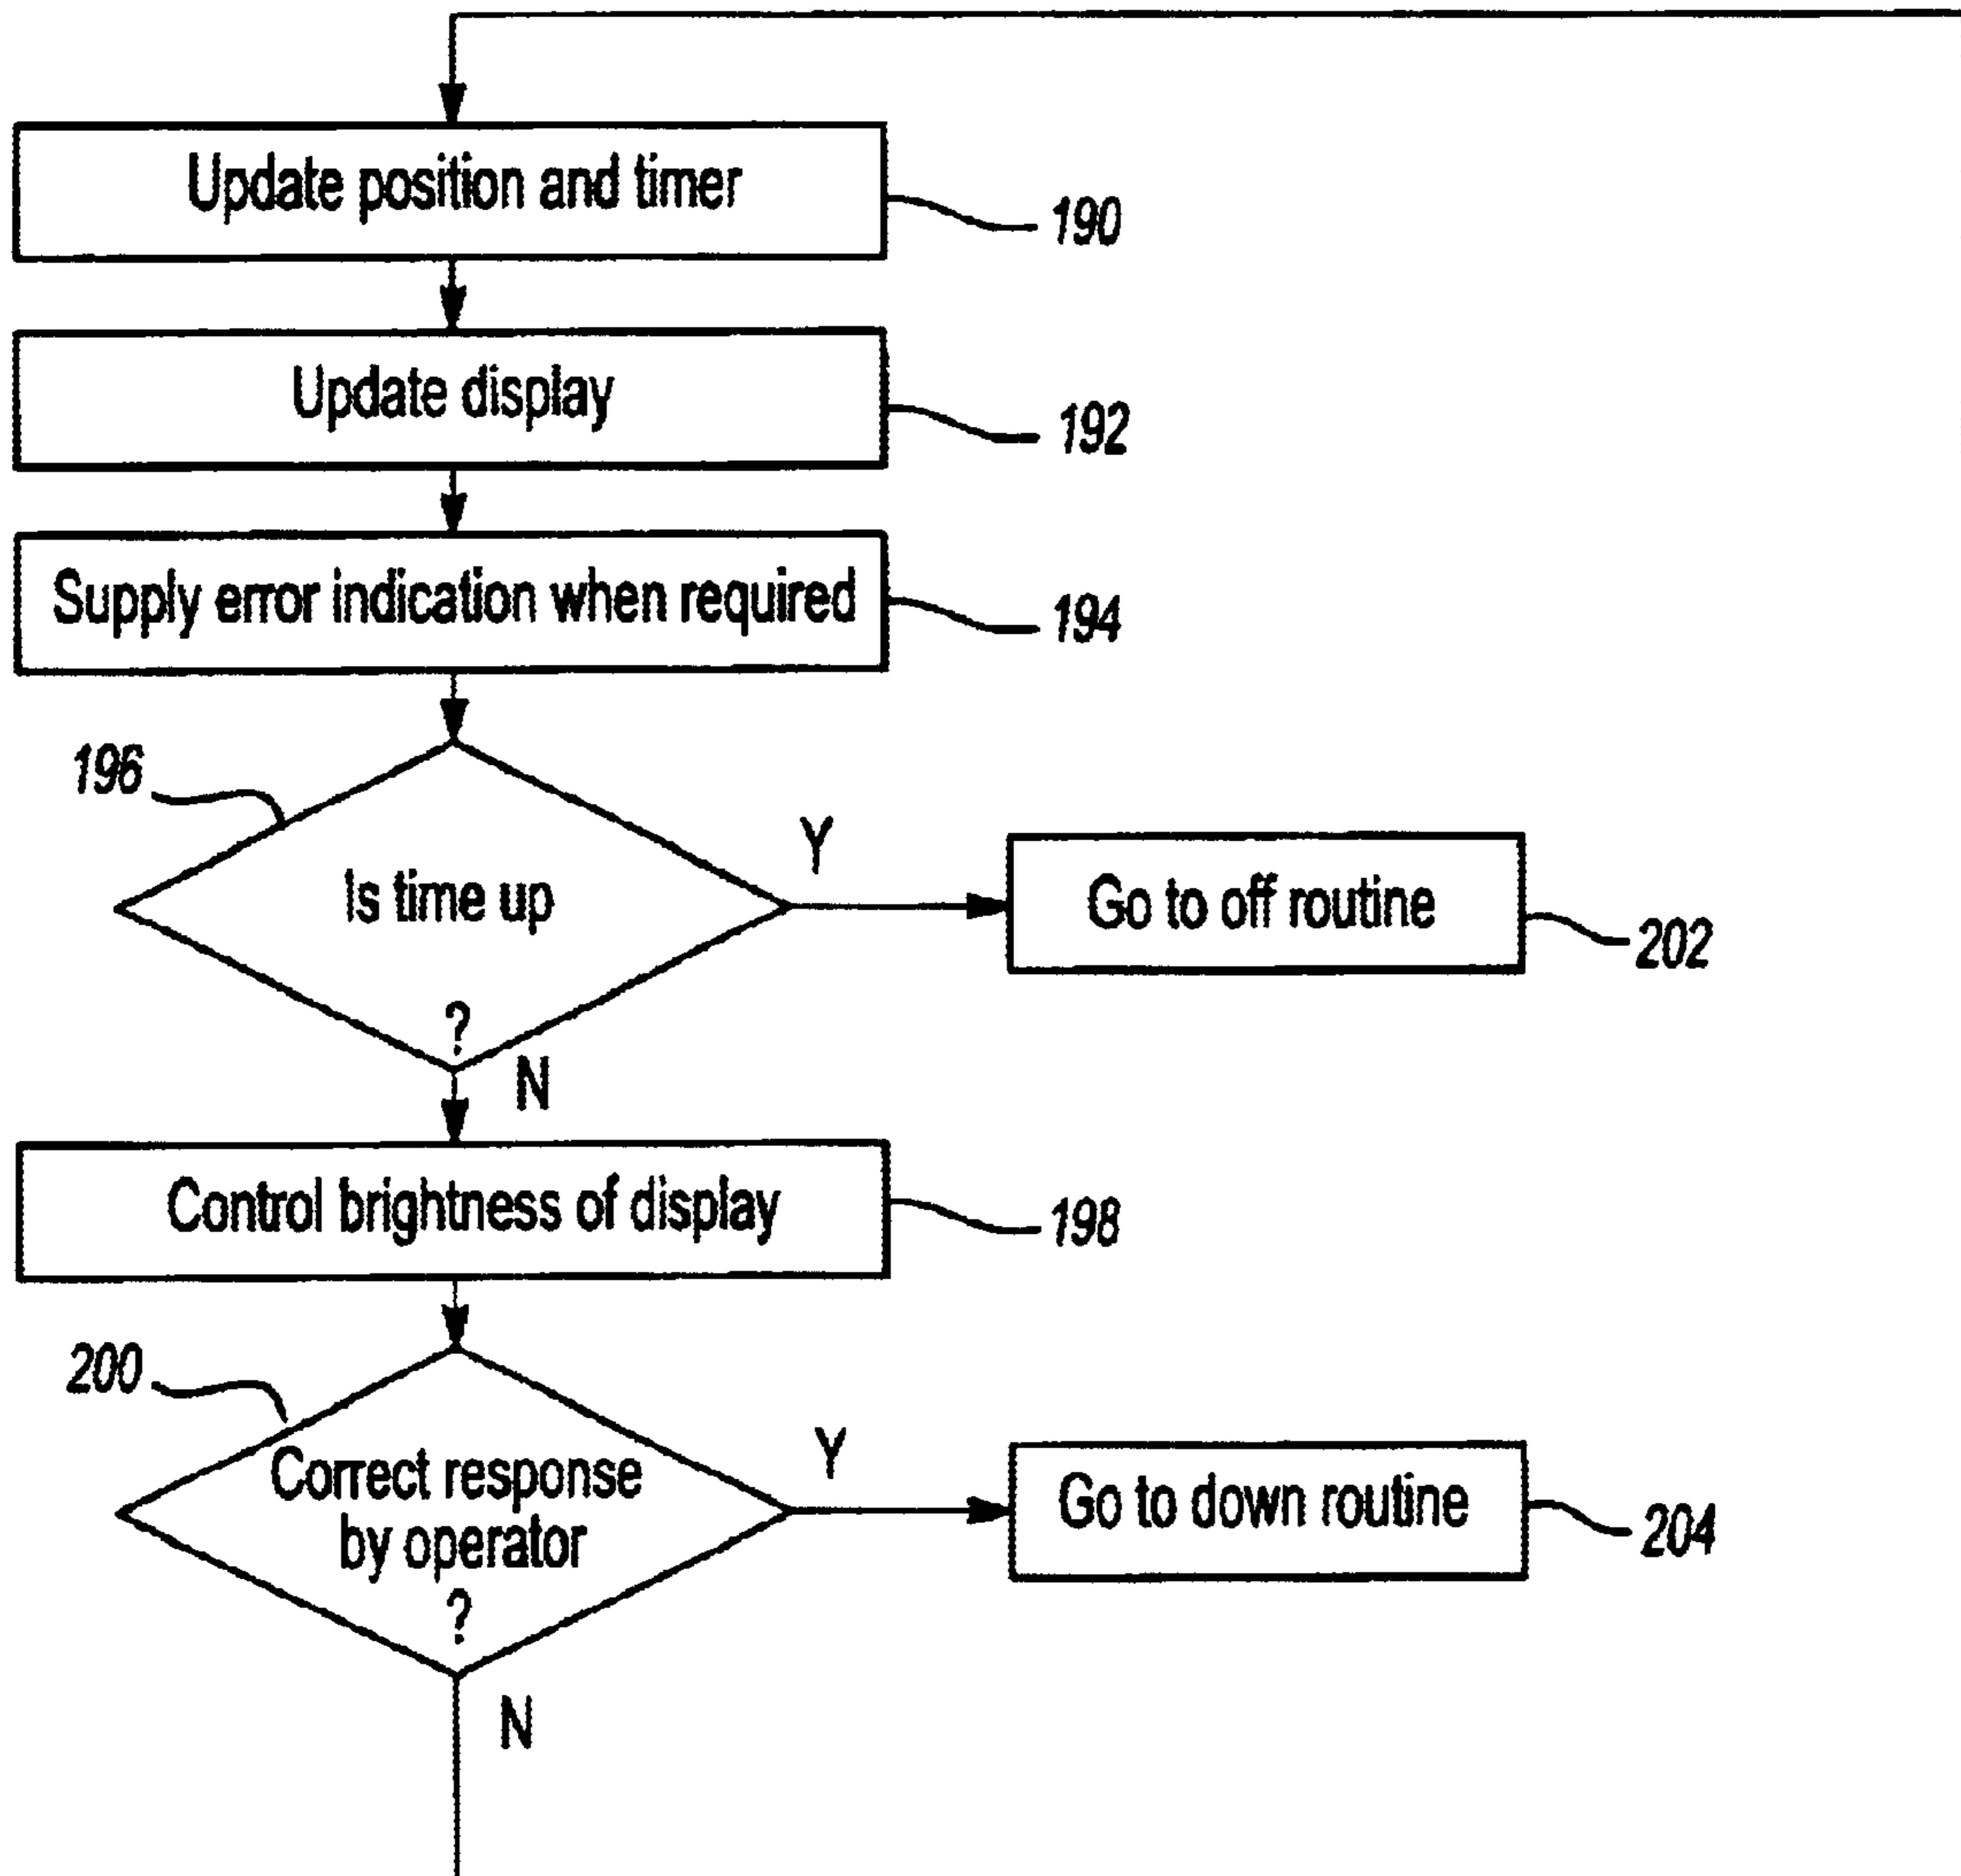 Update position and timer
190
Update display
192
Supply error indication when required
194
196
Is time up
?
Y
N
Go to off routine
202
Control brightness of display
198
200
Correct response
by operator
?
Y
N
Go to down routine
204